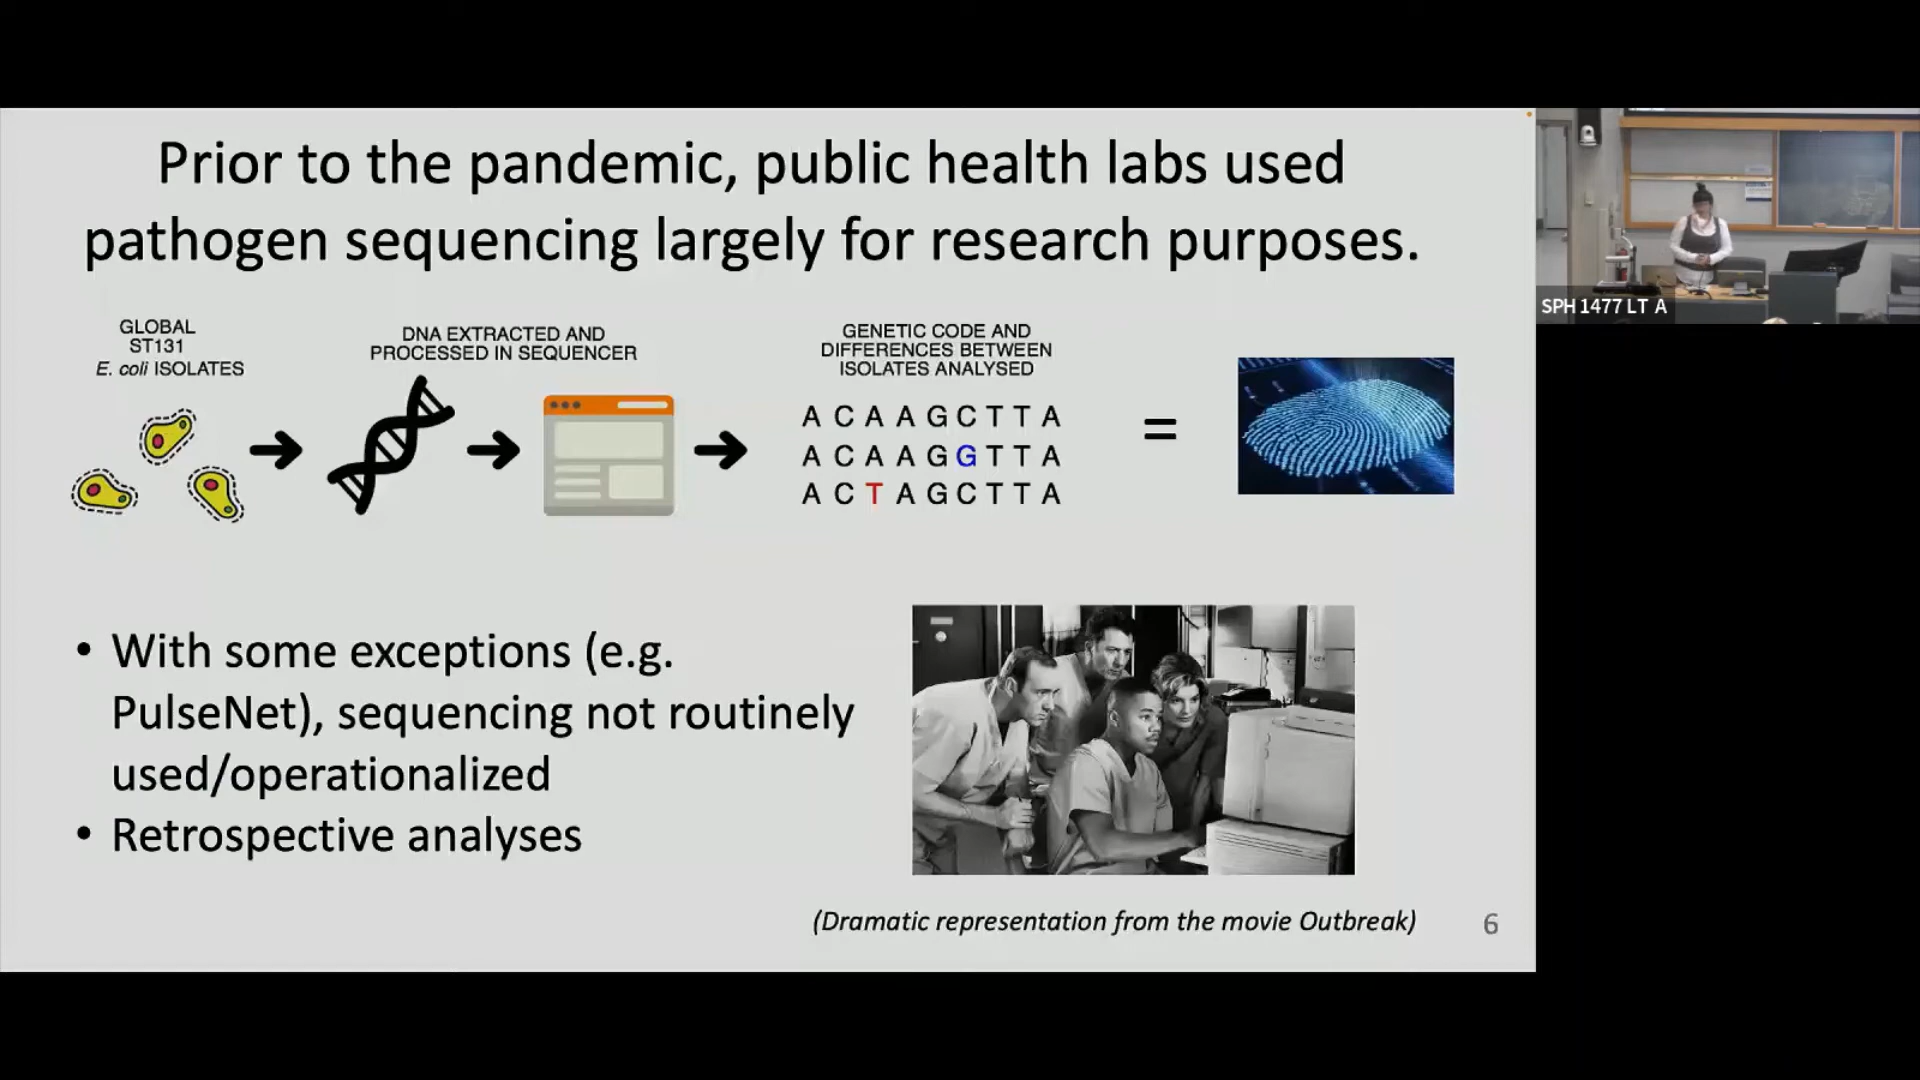 Prior to the pandemic, public health labs used
pathogen sequencing largely for research purposes.
GLOBAL
ST131
E. coli ISOLATES
DNA EXTRACTED AND
PROCESSED IN SEQUENCER
GENETIC CODE AND
DIFFERENCES BETWEEN
ISOLATES ANALYSED
A C A A G C T T A
A C A A G G T T A
A C T A G C T T A
=
• With some exceptions (e.g.
PulseNet), sequencing not routinely
used/operationalized
• Retrospective analyses
(Dramatic representation from the movie Outbreak)
6
SPH 1477 LT A